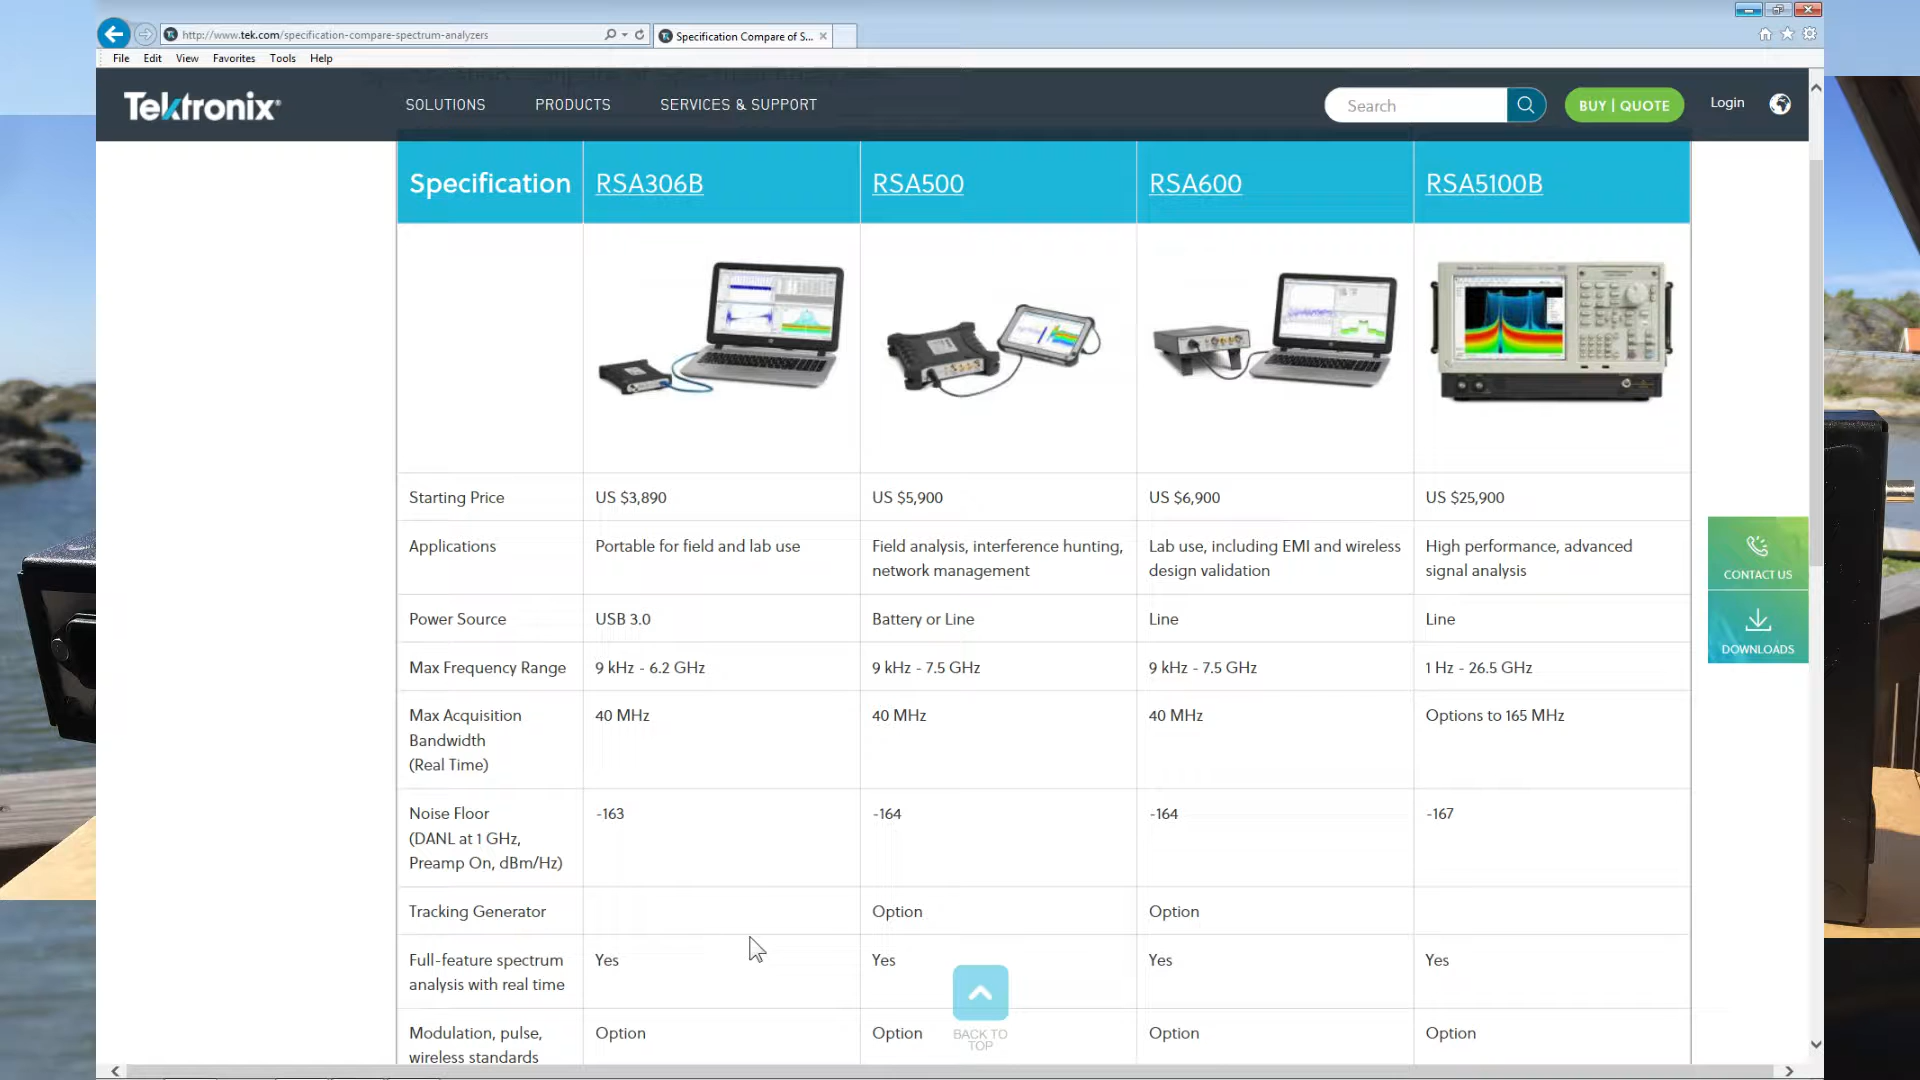 http://www.tek.com/specification-compare-spectrum-analyzers
Specification Compare of S...
File Edit View Favorites Tools Help
Tektronix
SOLUTIONS PRODUCTS SERVICES & SUPPORT
Search
BUY | QUOTE
Login
Specification RSA306B RSA500 RSA600 RSA5100B
Starting Price US $3,890 US $5,900 US $6,900 US $25,900
Applications Portable for field and lab use Field analysis, interference hunting, Lab use, including EMI and wireless High performance, advanced
network management design validation signal analysis
CONTACT US
Power Source USB 3.0 Battery or Line Line Line
DOWNLOADS
Max Frequency Range 9 kHz - 6.2 GHz 9 kHz - 7.5 GHz 9 kHz - 7.5 GHz 1 Hz - 26.5 GHz
Max Acquisition 40 MHz 40 MHz 40 MHz Options to 165 MHz
Bandwidth
(Real Time)
Noise Floor -163 -164 -164 -167
(DANL at 1 GHz,
Preamp On, dBm/Hz)
Tracking Generator Option Option
Full-feature spectrum Yes Yes Yes Yes
analysis with real time
Modulation, pulse, Option Option Option Option
wireless standards
BACK TO
TOP